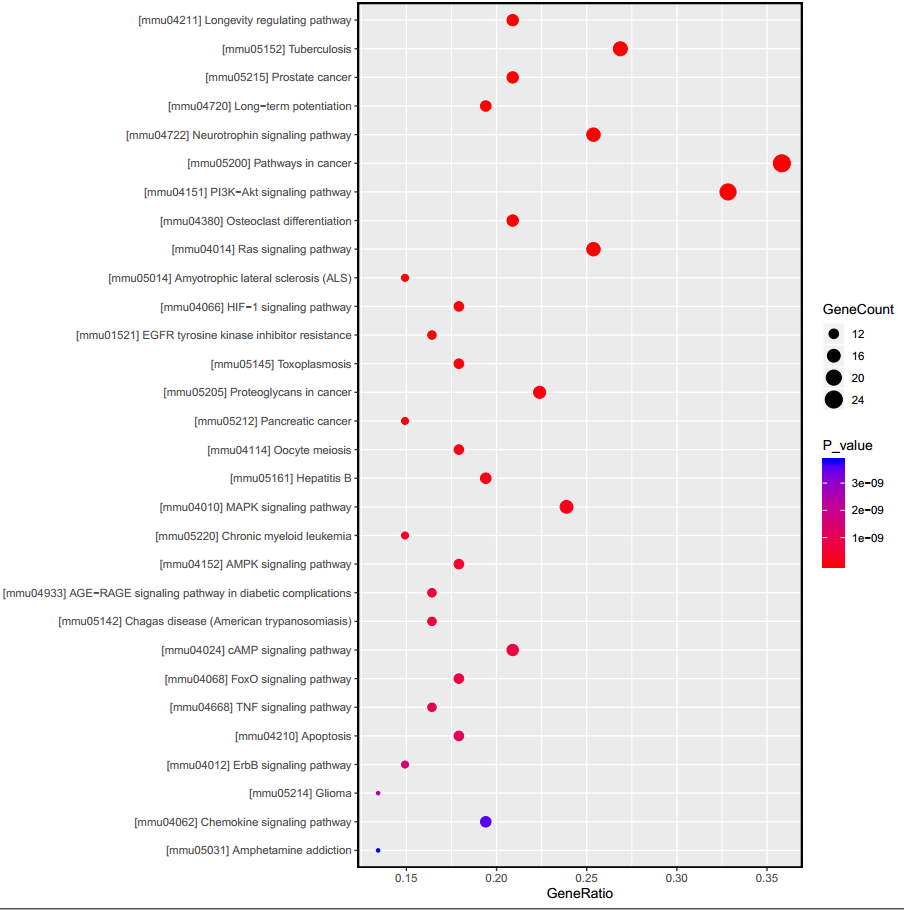 [mmu04211] Longevity regulating pathway
[mmu05152] Tuberculosis
[mmu05215] Prostate cancer
[mmu04720] Long−term potentiation
[mmu04722] Neurotrophin signaling pathway
[mmu05200] Pathways in cancer
[mmu04151] PI3K−Akt signaling pathway
[mmu04380] Osteoclast differentiation
[mmu04014] Ras signaling pathway
[mmu05014] Amyotrophic lateral sclerosis (ALS)
[mmu04066] HIF−1 signaling pathway
[mmu01521] EGFR tyrosine kinase inhibitor resistance
[mmu05145] Toxoplasmosis
[mmu05205] Proteoglycans in cancer
[mmu05212] Pancreatic cancer
[mmu04114] Oocyte meiosis
[mmu05161] Hepatitis B
[mmu04010] MAPK signaling pathway
[mmu05220] Chronic myeloid leukemia
[mmu04152] AMPK signaling pathway
[mmu04933] AGE−RAGE signaling pathway in diabetic complications
[mmu05142] Chagas disease (American trypanosomiasis)
[mmu04024] cAMP signaling pathway
[mmu04068] FoxO signaling pathway
[mmu04668] TNF signaling pathway
[mmu04210] Apoptosis
[mmu04012] ErbB signaling pathway
[mmu05214] Glioma
[mmu04062] Chemokine signaling pathway
[mmu05031] Amphetamine addiction
0.15 0.20 0.25 0.30 0.35
GeneRatio
GeneCount
12
16
20
24
P_value
3e−09
2e−09
1e−09